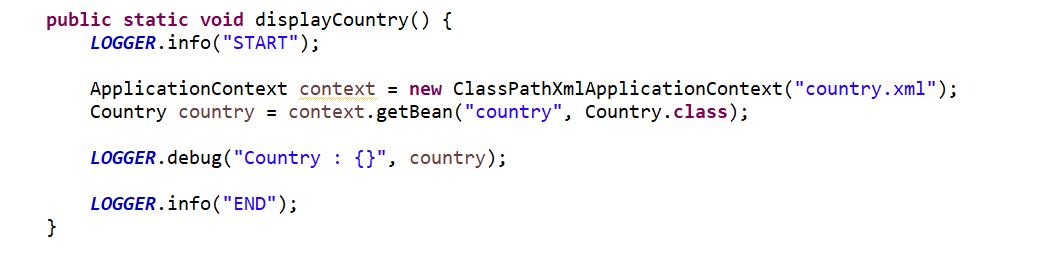 public static void displayCountry() {
LOGGER.info("START");
ApplicationContext context = new ClassPathXmlApplicationContext("country.xml");
Country country = context.getBean("country", Country.class);
LOGGER.debug("Country : {}", country);
LOGGER.info("END");
}